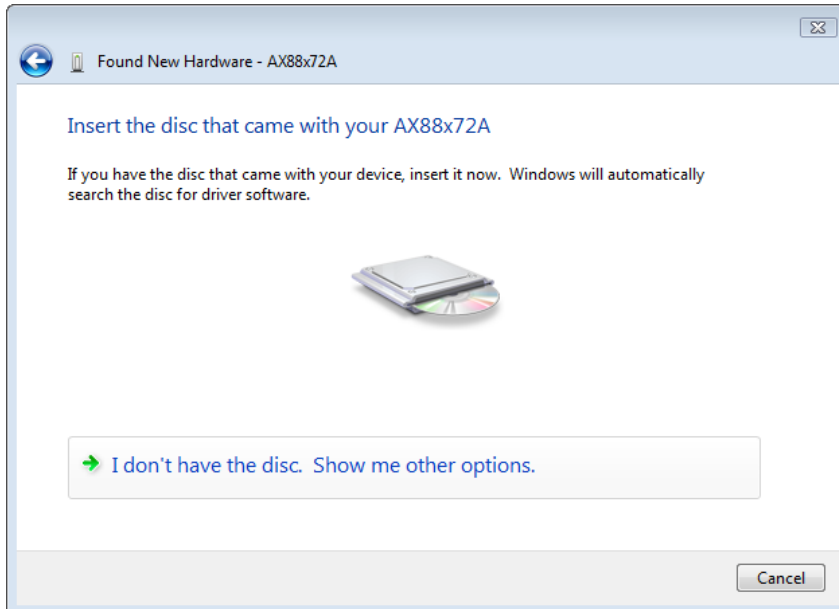 Found New Hardware - AX88x72A
Insert the disc that came with your AX88x72A
If you have the disc that came with your device, insert it now.  Windows will automatically
search the disc for driver software.
I don't have the disc.  Show me other options.
Cancel